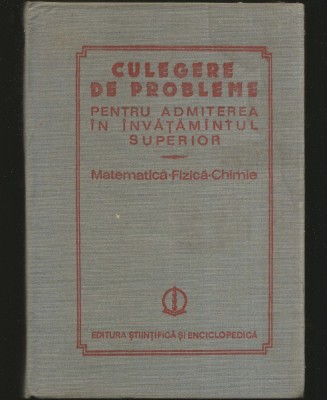 CULEGERE
DE PROBLEME
PENTRU ADMITEREA
ÎN ÎNVĂȚĂMÎNTUL
SUPERIOR
Matematică·Fizică·Chimie
EDITURA ȘTIINȚIFICĂ ȘI ENCICLOPEDICĂ